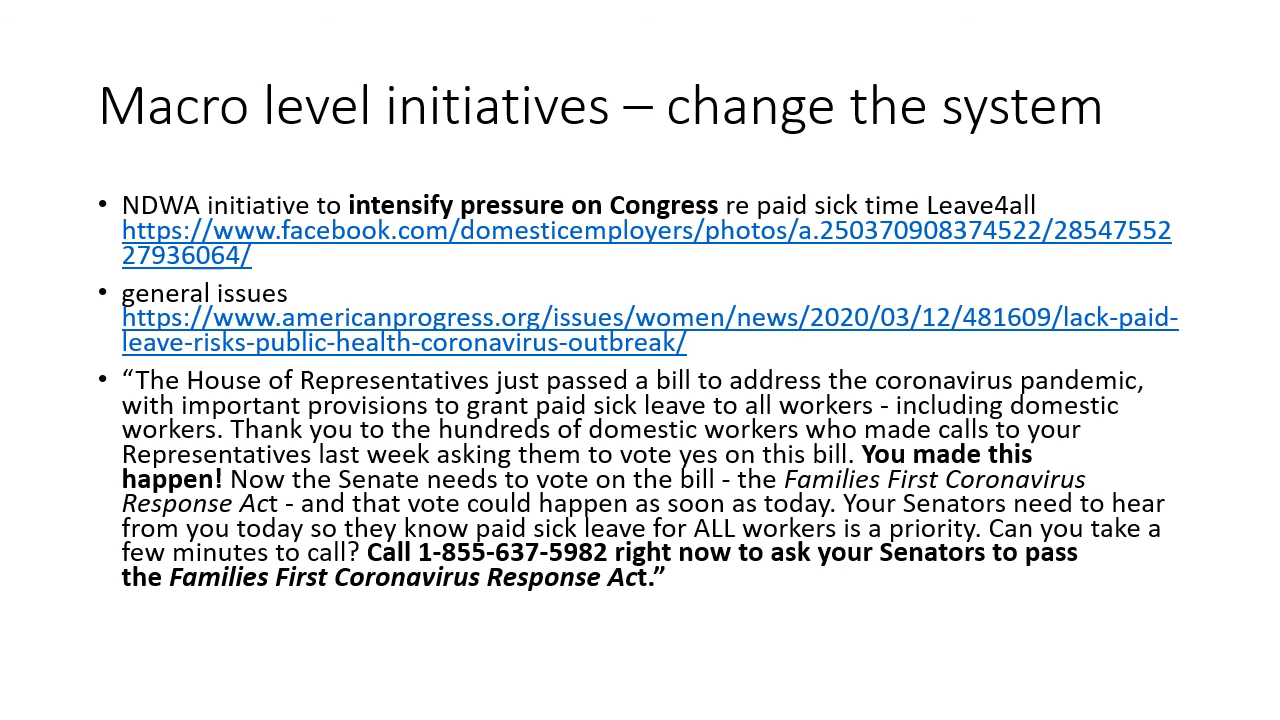 Macro level initiatives – change the system
• NDWA initiative to intensify pressure on Congress re paid sick time Leave4all
https://www.facebook.com/domesticemployers/photos/a.250370908374522/28547552
27936064/
• general issues
https://www.americanprogress.org/issues/women/news/2020/03/12/481609/lack-paid-
leave-risks-public-health-coronavirus-outbreak/
• “The House of Representatives just passed a bill to address the coronavirus pandemic,
with important provisions to grant paid sick leave to all workers - including domestic
workers. Thank you to the hundreds of domestic workers who made calls to your
Representatives last week asking them to vote yes on this bill. You made this
happen! Now the Senate needs to vote on the bill - the Families First Coronavirus
Response Act - and that vote could happen as soon as today. Your Senators need to hear
from you today so they know paid sick leave for ALL workers is a priority. Can you take a
few minutes to call? Call 1-855-637-5982 right now to ask your Senators to pass
the Families First Coronavirus Response Act.”